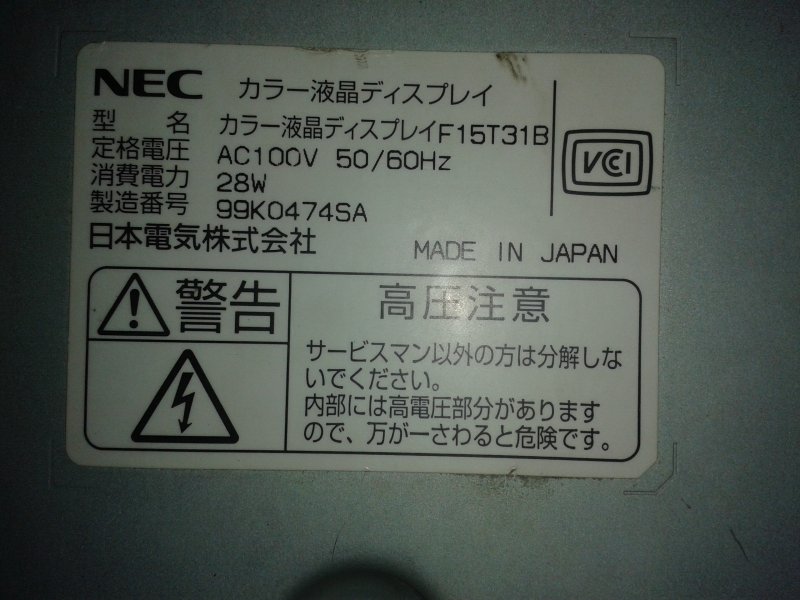 NEC カラー液晶ディスプレイ
型 名 カラー液晶ディスプレイF15T31B
定格電圧 AC100V 50/60Hz
消費電力 28W
製造番号 99K0474SA
日本電気株式会社 MADE IN JAPAN
VCCI
警告
高圧注意
サービスマン以外の方は分解しな
いでください。
内部には高電圧部分があります
ので、万が一さわると危険です。